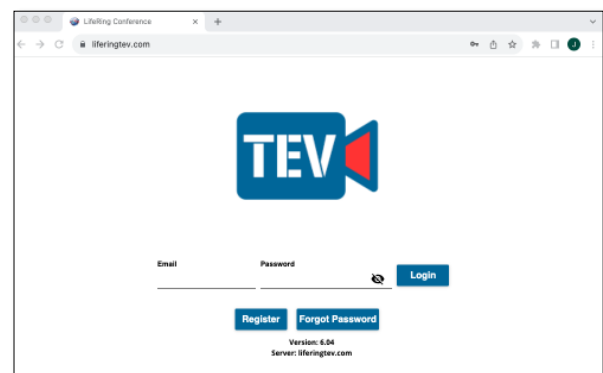 LifeRing Conference
liferingtev.com
J
TEV
Email
Password
Login
Register
Forgot Password
Version: 6.04
Server: liferingtev.com